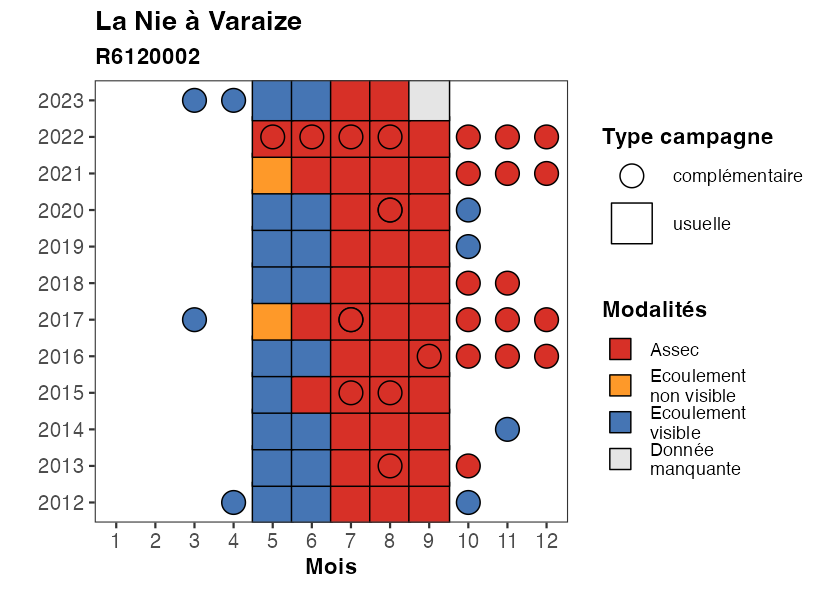 La Nie à Varaize
R6120002
2023
2022
2021
2020
2019
2018
2017
2016
2015
2014
2013
2012
1 2 3 4 5 6 7 8 9 10 11 12
Mois
Type campagne
complémentaire
usuelle
Modalités
Assec
Ecoulement
non visible
Ecoulement
visible
Donnée
manquante